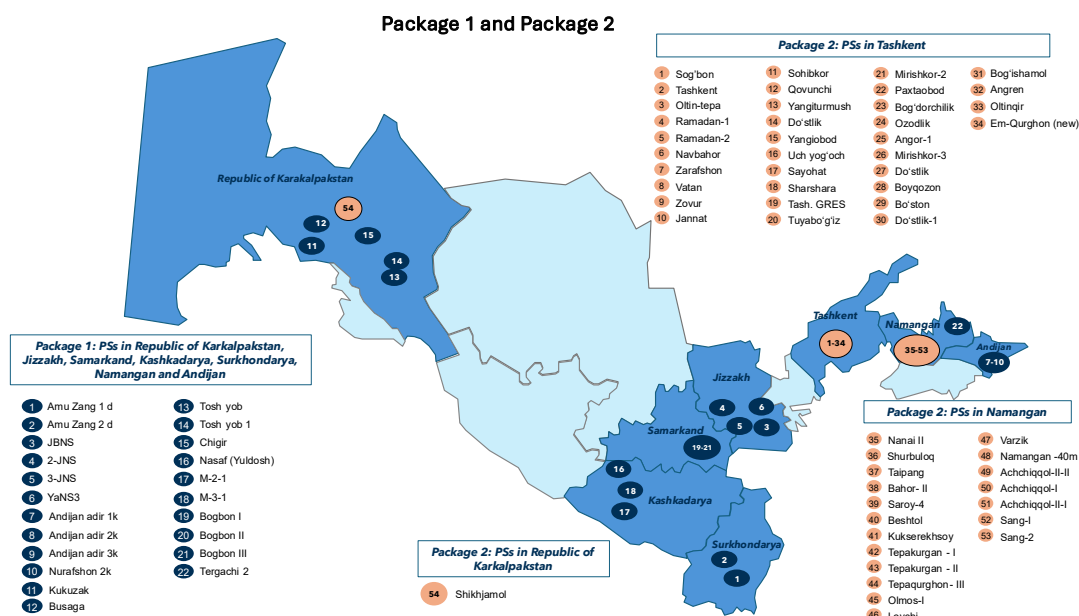 Package 1 and Package 2
Package 2: PSs in Tashkent
1 Sog'bon
2 Tashkent
3 Oltin-tepa
4 Ramadan-1
5 Ramadan-2
6 Navbahor
7 Zarafshon
8 Vatan
9 Zovur
10 Jannat
11 Sohibkor
12 Qovunchi
13 Yangiturmush
14 Do'stlik
15 Yangiobod
16 Uch yog'och
17 Sayohat
18 Sharshara
19 Tash. GRES
20 Tuyabo'g'iz
21 Mirishkor-2
22 Paxtaobod
23 Bog'dorchilik
24 Ozodlik
25 Angor-1
26 Mirishkor-3
27 Do'stlik
28 Boyqozon
29 Bo'ston
30 Do'stlik-1
31 Bog'ishamol
32 Angren
33 Oltinqir
34 Em-Qurghon (new)
Republic of Karakalpakstan
54
12
15
11
14
13
Tashkent
1-34
Namangan
22
35-53
Andijan
7-10
Jizzakh
4
6
5
3
Samarkand
19-21
16
18
17
Kashkadarya
Surkhondarya
2
1
Package 1: PSs in Republic of Karkalpakstan,
Jizzakh, Samarkand, Kashkadarya, Surkhondarya,
Namangan and Andijan
1 Amu Zang 1 d
2 Amu Zang 2 d
3 JBNS
4 2-JNS
5 3-JNS
6 YaNS3
7 Andijan adir 1k
8 Andijan adir 2k
9 Andijan adir 3k
10 Nurafshon 2k
11 Kukuzak
12 Busaga
13 Tosh yob
14 Tosh yob 1
15 Chigir
16 Nasaf (Yuldosh)
17 M-2-1
18 M-3-1
19 Bogbon I
20 Bogbon II
21 Bogbon III
22 Tergachi 2
Package 2: PSs in Republic of
Karkalpakstan
54 Shikhjamol
Package 2: PSs in Namangan
35 Nanai II
36 Shurbuloq
37 Taipang
38 Bahor- II
39 Saroy-4
40 Beshtol
41 Kukserekhsoy
42 Tepakurgan - I
43 Tepakurgan - II
44 Tepaqurghon - III
45 Olmos-I
47 Varzik
48 Namangan -40m
49 Achchiqqol-II-II
50 Achchiqqol-I
51 Achchiqqol-II-I
52 Sang-I
53 Sang-2